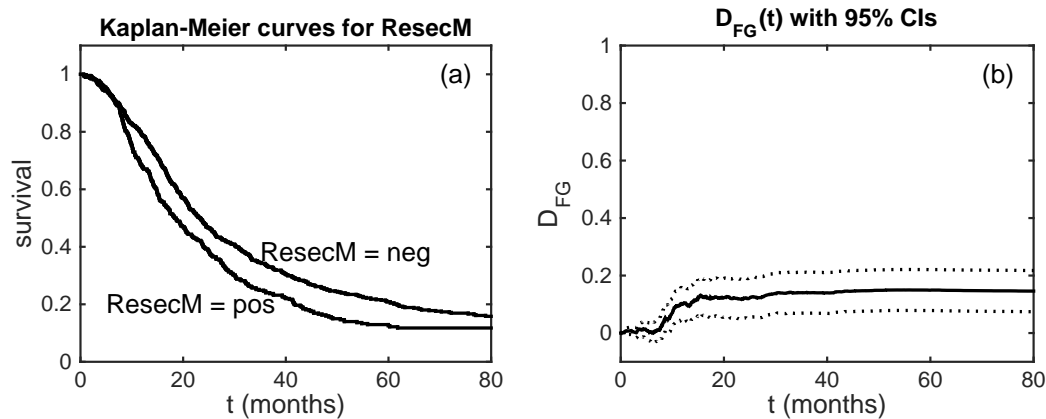 Kaplan-Meier curves for ResecM
(a)
1
0.8
0.6
0.4
0.2
0
survival
ResecM = neg
ResecM = pos
0 20 40 60 80
t (months)
D_FG(t) with 95% CIs
(b)
1
0.8
0.6
0.4
0.2
0
D_FG
0 20 40 60 80
t (months)